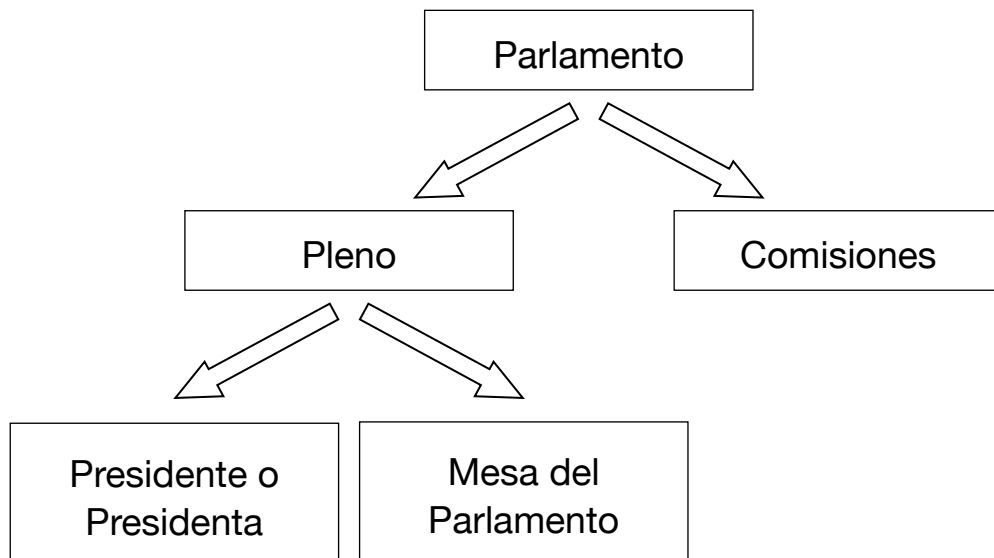 Parlamento
Pleno
Comisiones
Presidente o
Presidenta
Mesa del
Parlamento